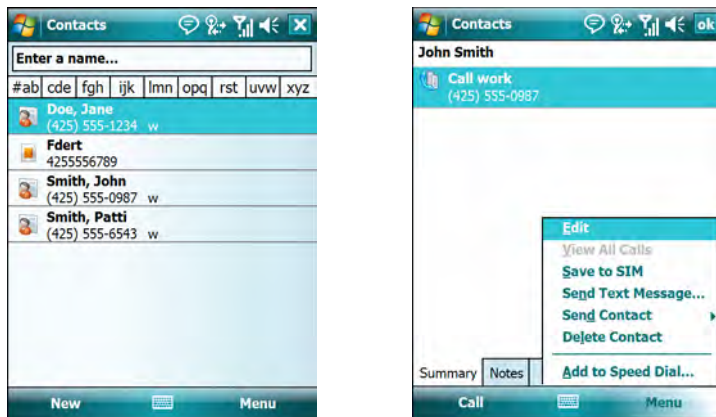 Contacts
Enter a name...
#ab cde fgh ijk lmn opq rst uvw xyz
Doe, Jane
(425) 555-1234 w
Fdert
4255556789
Smith, John
(425) 555-0987 w
Smith, Patti
(425) 555-6543 w
New Menu
Contacts ok
John Smith
Call work
(425) 555-0987
Edit
View All Calls
Save to SIM
Send Text Message...
Send Contact
Delete Contact
Add to Speed Dial...
Summary Notes
Call Menu